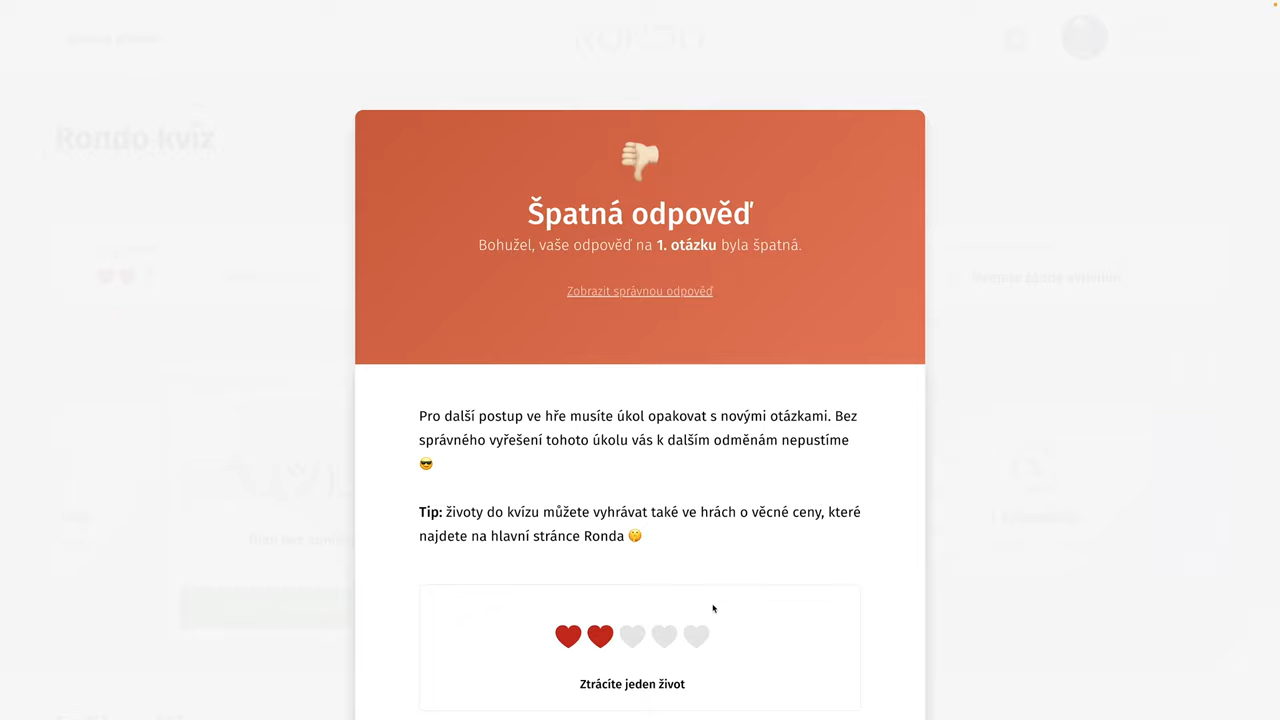 Rondo kvíz
Špatná odpověď
Bohužel, vaše odpověď na 1. otázku byla špatná.
Zobrazit správnou odpověď
Pro další postup ve hře musíte úkol opakovat s novými otázkami. Bez
správného vyřešení tohoto úkolu vás k dalším odměnám nepustíme
😎
Tip: životy do kvízu můžete vyhrávat také ve hrách o věcné ceny, které
najdete na hlavní stránce Ronda 🤫
Ztrácíte jeden život